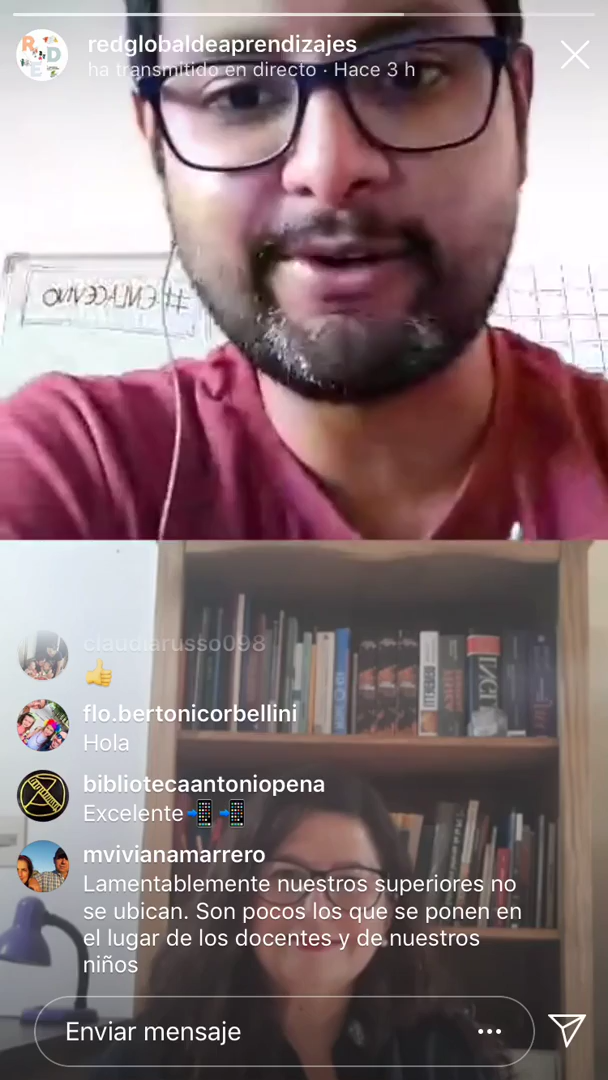 redglobaldeaprendizajes
ha transmitido en directo · Hace 3 h
#ENLACEVIVO
claudiarusso098
👍
flo.bertonicorbellini
Hola
bibliotecaantoniopena
Excelente📲📲
mvivianamarrero
Lamentablemente nuestros superiores no
se ubican. Son pocos los que se ponen en
el lugar de los docentes y de nuestros
niños
Enviar mensaje